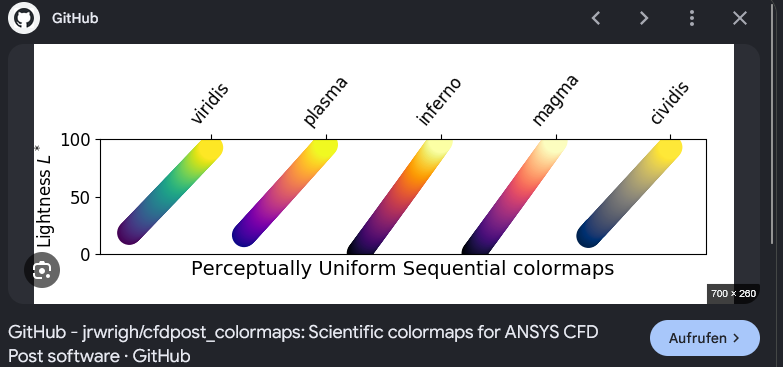 GitHub
viridis
plasma
inferno
magma
cividis
Lightness L*
100
50
0
Perceptually Uniform Sequential colormaps
700 × 260
GitHub - jrwrigh/cfdpost_colormaps: Scientific colormaps for ANSYS CFD
Post software · GitHub
Aufrufen >